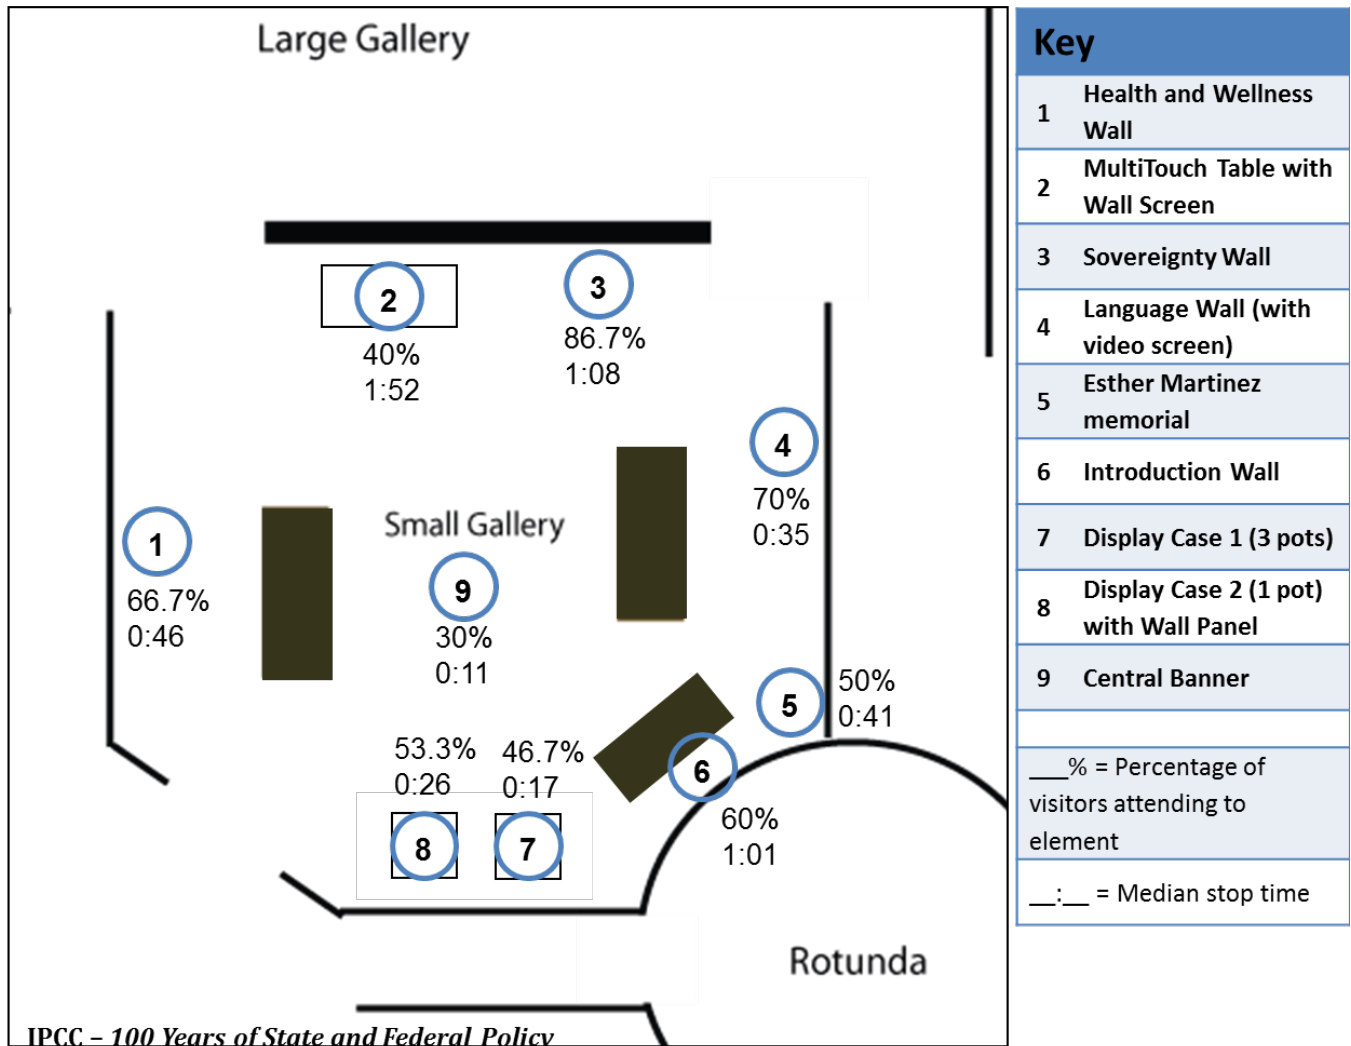 Large Gallery
2
40%
1:52
3
86.7%
1:08
4
70%
0:35
1
66.7%
0:46
Small Gallery
9
30%
0:11
5
50%
0:41
6
60%
1:01
53.3%
0:26
46.7%
0:17
8
7
Rotunda
IPCC – 100 Years of State and Federal Policy
Key
1 Health and Wellness
Wall
2 MultiTouch Table with
Wall Screen
3 Sovereignty Wall
4 Language Wall (with
video screen)
5 Esther Martinez
memorial
6 Introduction Wall
7 Display Case 1 (3 pots)
8 Display Case 2 (1 pot)
with Wall Panel
9 Central Banner
___% = Percentage of
visitors attending to
element
__:__ = Median stop time